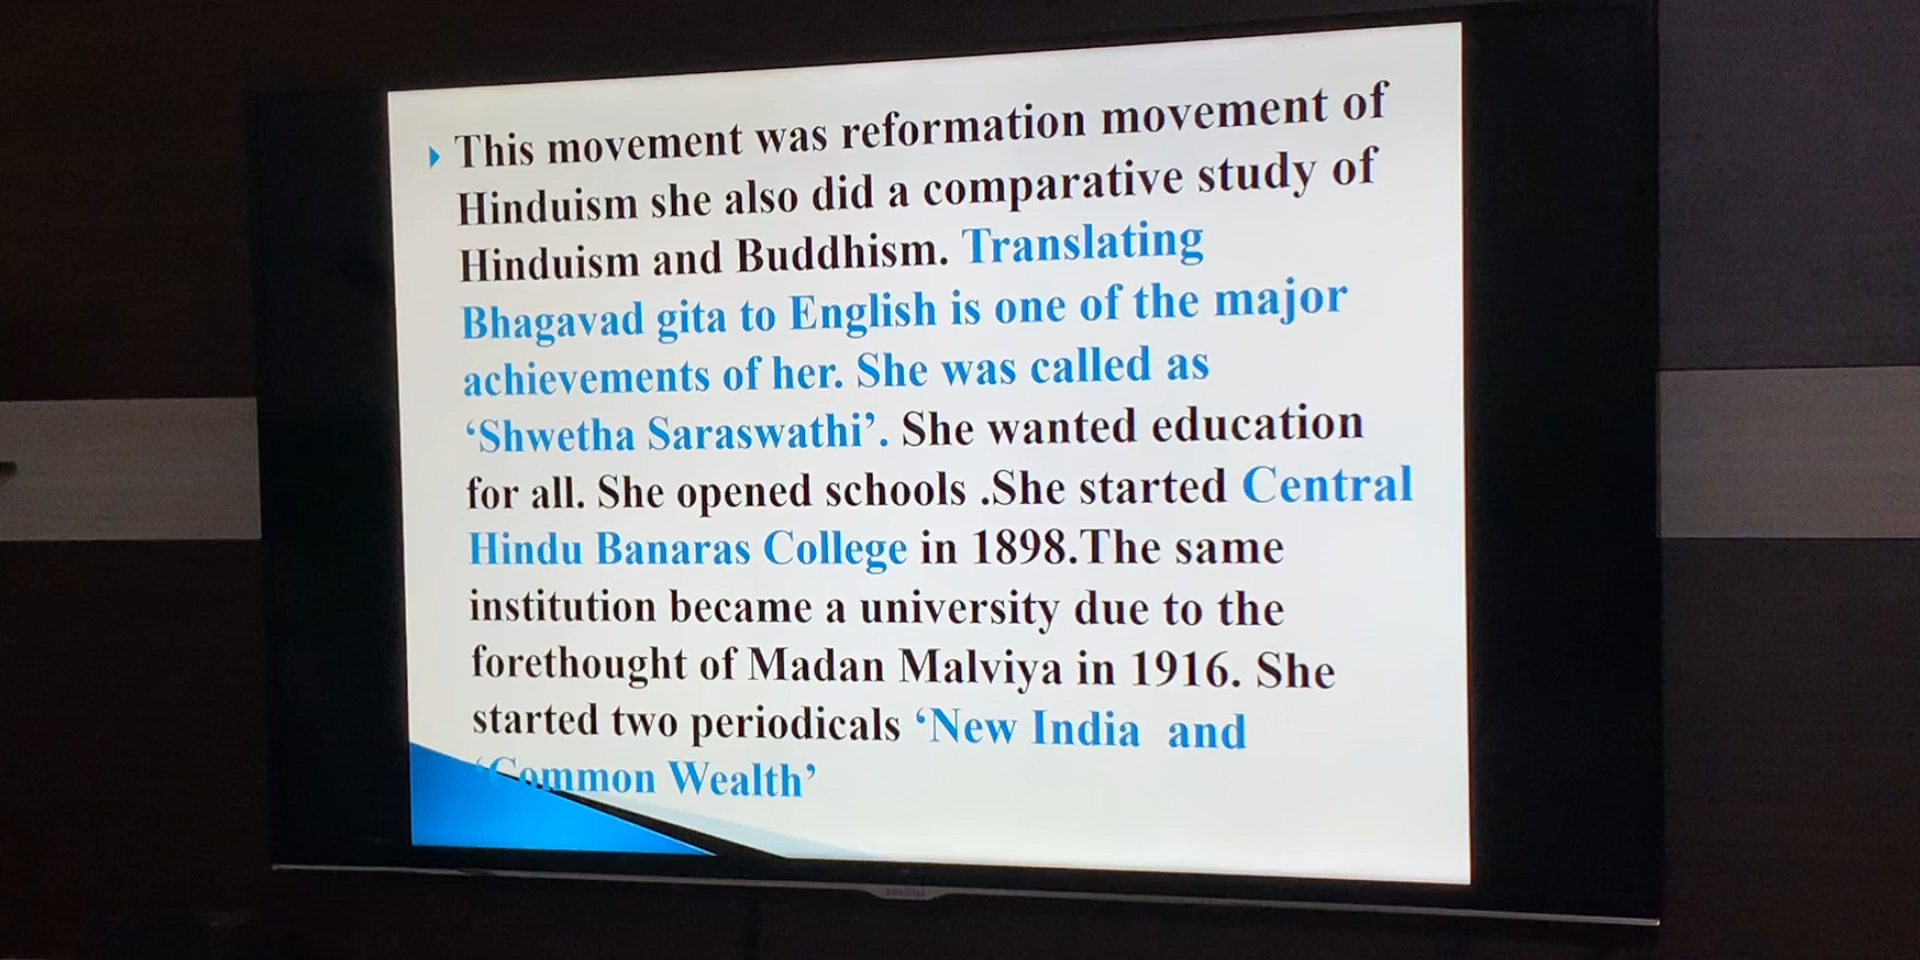 This movement was reformation movement of
Hinduism she also did a comparative study of
Hinduism and Buddhism. Translating
Bhagavad gita to English is one of the major
achievements of her. She was called as
‘Shwetha Saraswathi’. She wanted education
for all. She opened schools .She started Central
Hindu Banaras College in 1898.The same
institution became a university due to the
forethought of Madan Malviya in 1916. She
started two periodicals ‘New India  and
‘Common Wealth’